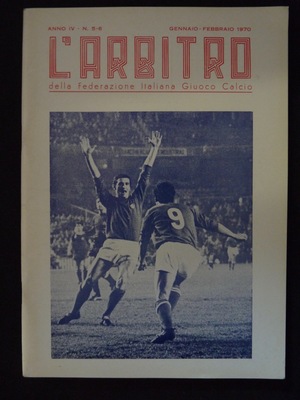 ANNO IV - N. 5-6
GENNAIO-FEBBRAIO 1970
L'ARBITRO
della Federazione Italiana Giuoco Calcio
9